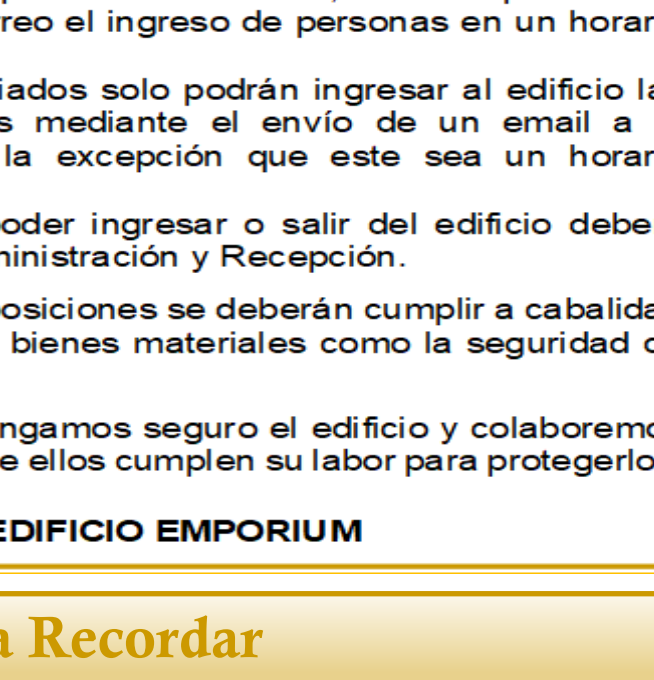 reo el ingreso de personas en un horar
iados solo podrán ingresar al edificio la
s mediante el envío de un email a
la excepción que este sea un horar
oder ingresar o salir del edificio debe
ministración y Recepción.
osiciones se deberán cumplir a cabalida
bienes materiales como la seguridad
ngamos seguro el edificio y colaboremo
e ellos cumplen su labor para protegerlo
EDIFICIO EMPORIUM
a Recordar